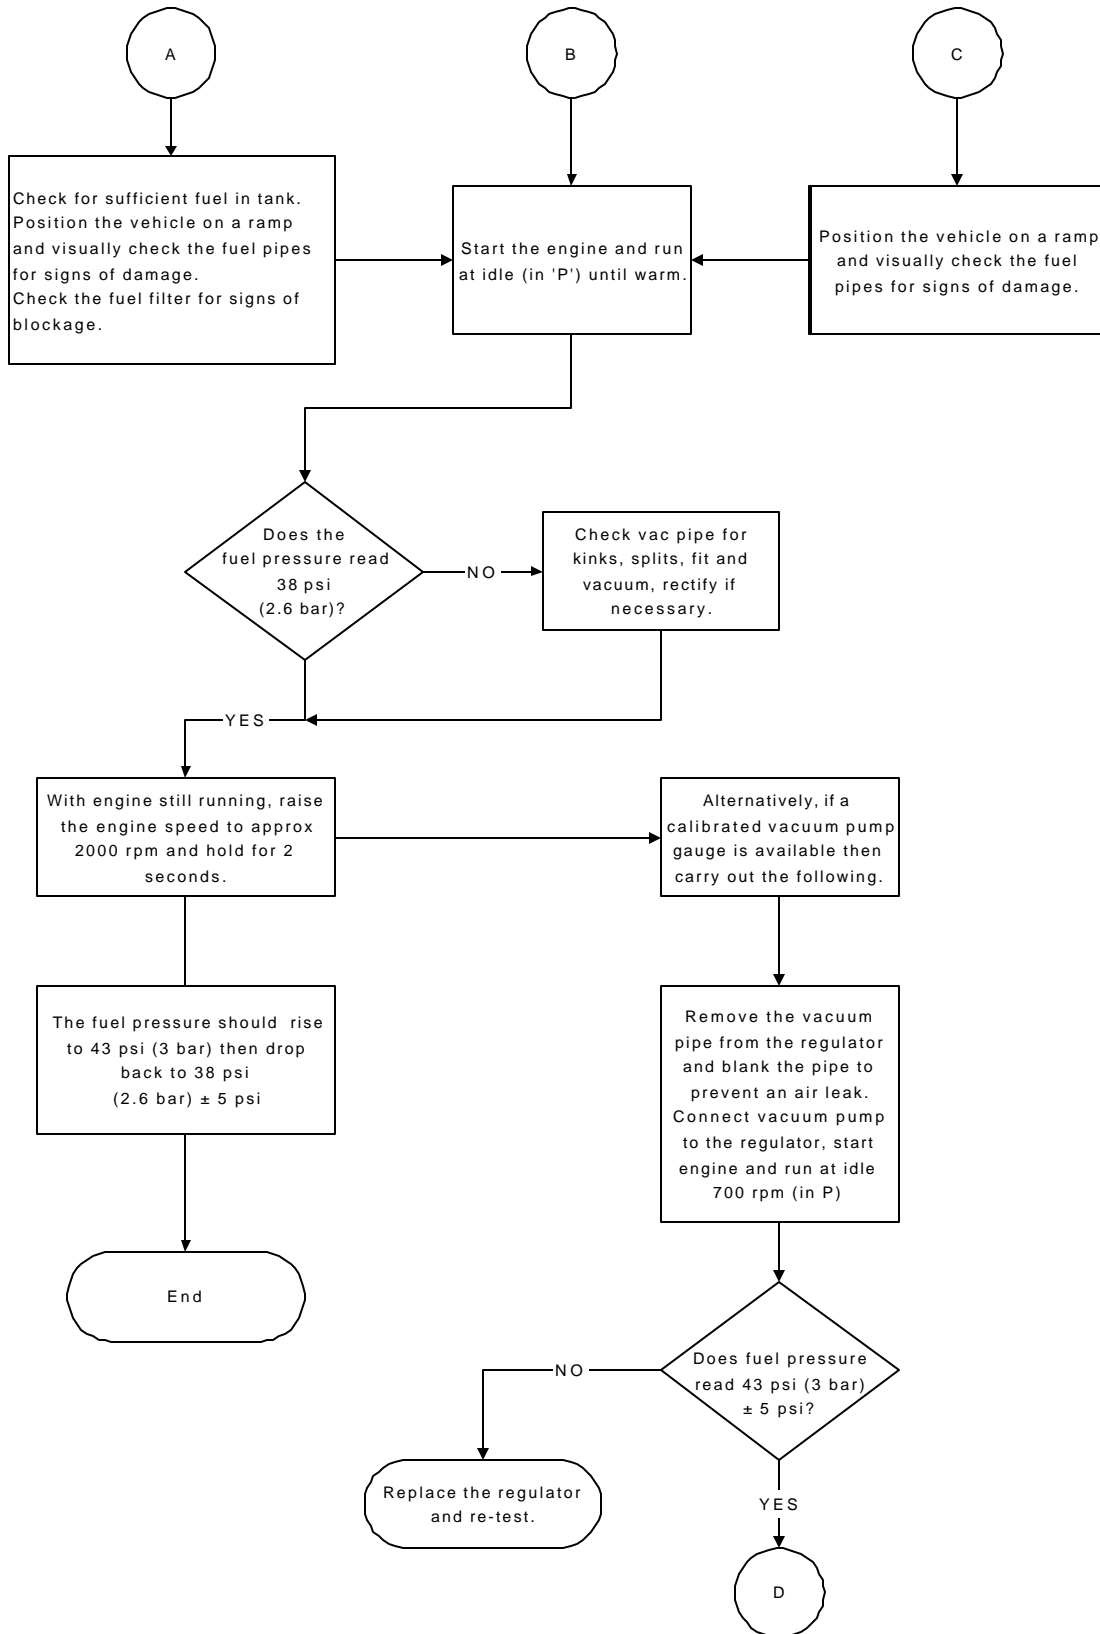 A
B
C
Check for sufficient fuel in tank.
Position the vehicle on a ramp
and visually check the fuel pipes
for signs of damage.
Check the fuel filter for signs of
blockage.
Start the engine and run
at idle (in 'P') until warm.
Position the vehicle on a ramp
and visually check the fuel
pipes for signs of damage.
Does the
fuel pressure read
38 psi
(2.6 bar)?
NO
Check vac pipe for
kinks, splits, fit and
vacuum, rectify if
necessary.
YES
With engine still running, raise
the engine speed to approx
2000 rpm and hold for 2
seconds.
Alternatively, if a
calibrated vacuum pump
gauge is available then
carry out the following.
The fuel pressure should rise
to 43 psi (3 bar) then drop
back to 38 psi
(2.6 bar) ± 5 psi
Remove the vacuum
pipe from the regulator
and blank the pipe to
prevent an air leak.
Connect vacuum pump
to the regulator, start
engine and run at idle
700 rpm (in P)
End
Does fuel pressure
read 43 psi (3 bar)
± 5 psi?
NO
Replace the regulator
and re-test.
YES
D